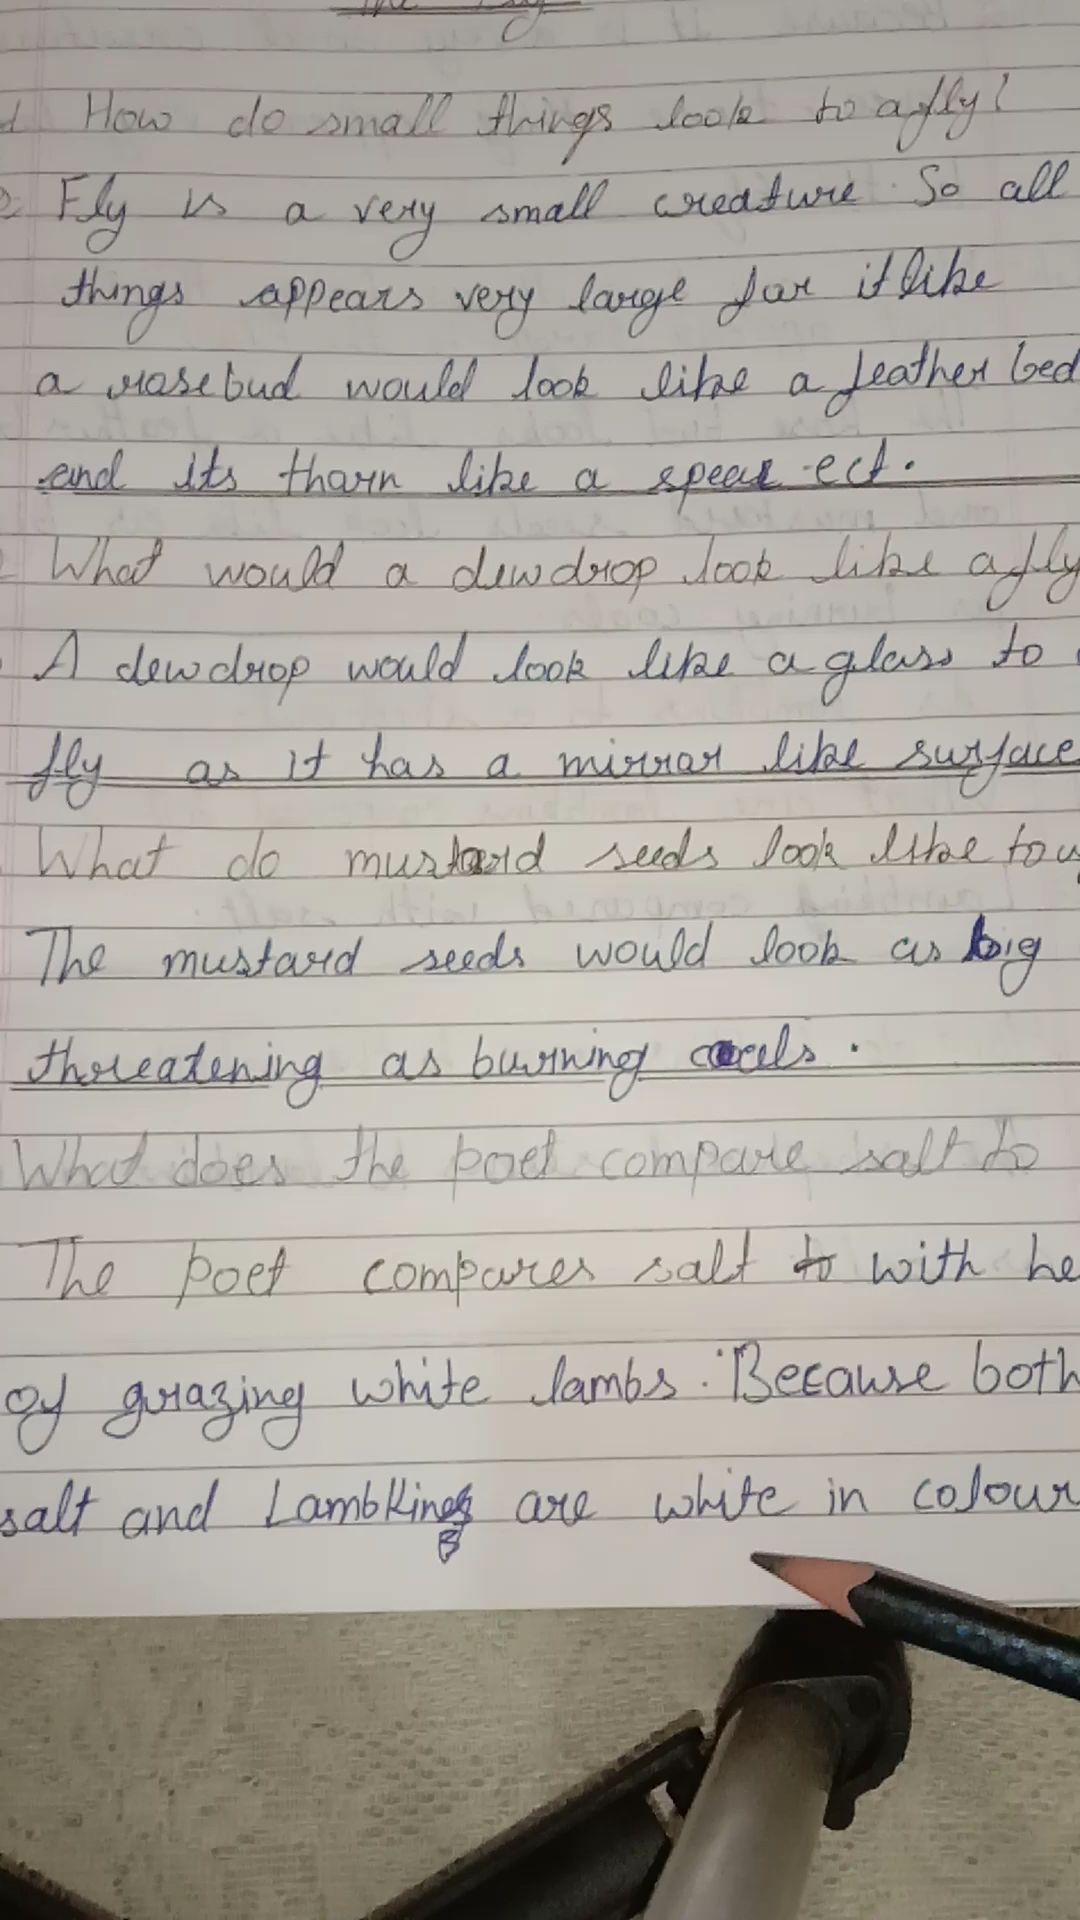 The Fly
How do small things look to a fly?
Fly is a very small creature. So all
things appears very large for it like
a rosebud would look like a feather bed
and its thorn like a spear ect.
What would a dewdrop look like a fly
A dewdrop would look like a glass to
fly as it has a mirror like surface
What do mustard seeds look like to
The mustard seeds would look as big
threatening as burning coals.
What does the poet compare salt to
The poet compares salt to with he
of grazing white lambs. Because both
salt and Lambkins are white in colour